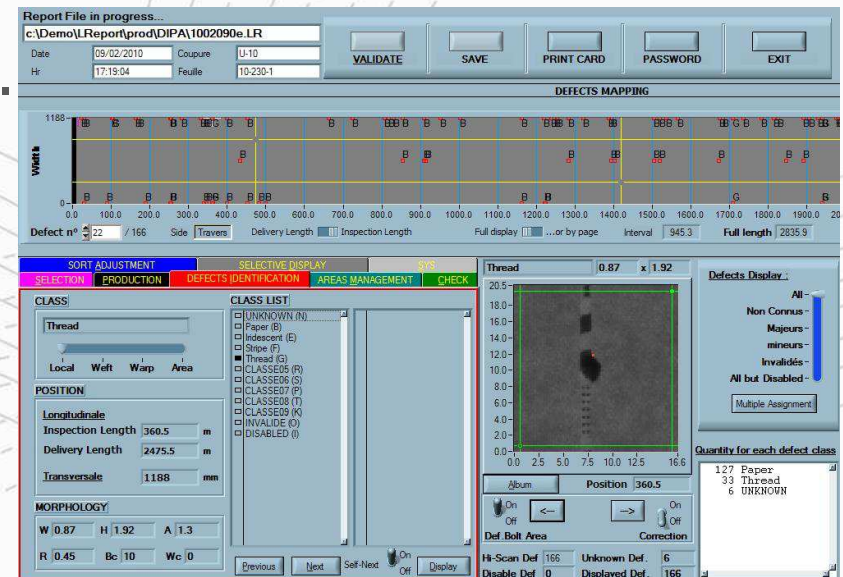 Report File in progress...
c:\Demo\LReport\prod\DIPA\1002090e.LR
Date 09/02/2010 Coupure U-10
Hr 17:19:04 Feuille 10-230-1
VALIDATE SAVE PRINT CARD PASSWORD EXIT
DEFECTS MAPPING
1188
Width
0
0.0 100.0 200.0 300.0 400.0 500.0 600.0 700.0 800.0 900.0 1000.0 1100.0 1200.0 1300.0 1400.0 1500.0 1600.0 1700.0 1800.0 1900.0 20
Defect nº 22 / 166 Side Travers Delivery Length Inspection Length Full display ...or by page Interval 945.3 Full length 2835.9
SORT ADJUSTMENT SELECTIVE DISPLAY SYS
SELECTION PRODUCTION DEFECTS IDENTIFICATION AREAS MANAGEMENT CHECK
CLASS
Thread
Local Weft Warp Area
POSITION
Longitudinale
Inspection Length 360.5 m
Delivery Length 2475.5 m
Transversale 1188 mm
MORPHOLOGY
W 0.87 H 1.92 A 1.3
R 0.45 Bc 10 Wc 0
CLASS LIST
UNKNOWN (N)
Paper (B)
Iridescent (E)
Stripe (F)
Thread (G)
CLASSE05 (R)
CLASSE06 (S)
CLASSE07 (P)
CLASSE08 (T)
CLASSE09 (K)
INVALIDE (O)
DISABLED (I)
Previous Next Self-Next On Off Display
Thread 0.87 x 1.92
20.5
18.0
16.0
14.0
12.0
10.0
8.0
6.0
4.0
2.0
0.0
0.0 2.5 5.0 7.5 10.0 12.5 16.6
Album Position 360.5
On Off <-- --> On Off
Def.Bolt Area Correction
Hi-Scan Def 166 Unknown Def. 6
Disable Def 0 Displayed Def. 166
Defects Display :
All
Non Connus
Majeurs
mineurs
Invalidés
All but Disabled
Multiple Assignment
Quantity for each defect class
127 Paper
33 Thread
6 UNKNOWN